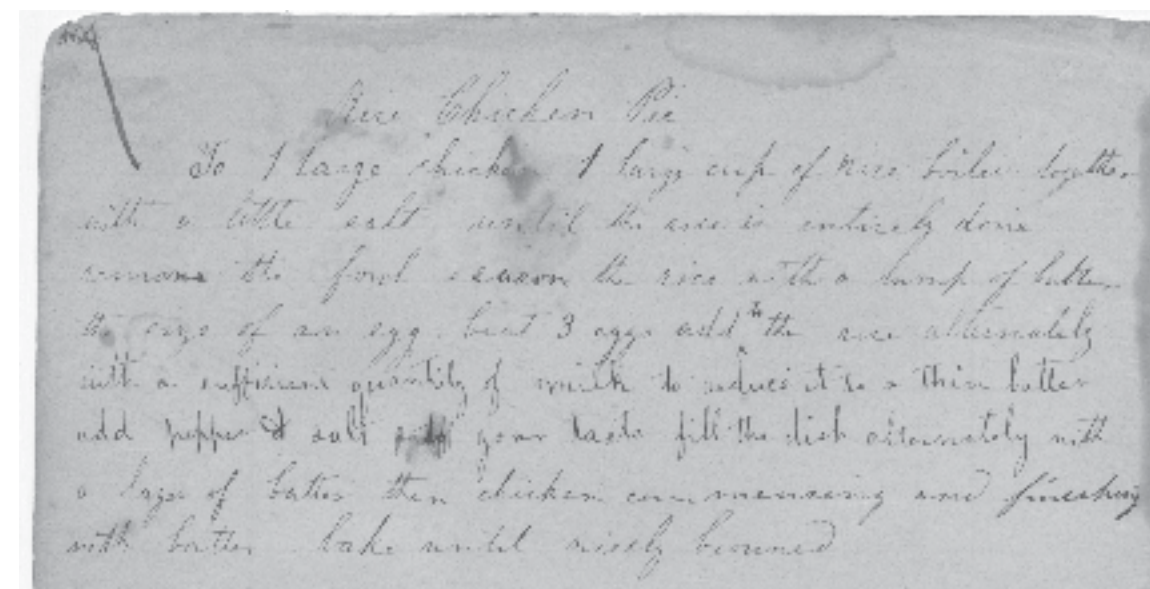 Rice Chicken Pie
To 1 large chicken 1 large cup of rice boiled together
with a little salt until the rice is entirely done
remove the fowl season the rice with a lump of butter
the size of an egg beat 3 eggs add to the rice alternately
with a sufficient quantity of milk to reduce it to a thin batter
add pepper & salt your taste fill the dish alternately with
a layer of batter then chicken commencing and finishing
with batter bake until nicely browned